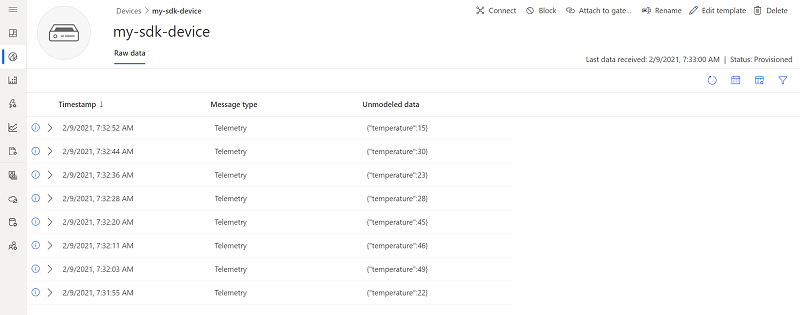 Devices > my-sdk-device
Connect Block Attach to gate... Rename Edit template Delete
my-sdk-device
Raw data
Last data received: 2/9/2021, 7:33:00 AM | Status: Provisioned
Timestamp ↓ Message type Unmodeled data
2/9/2021, 7:32:52 AM Telemetry {"temperature":15}
2/9/2021, 7:32:44 AM Telemetry {"temperature":30}
2/9/2021, 7:32:36 AM Telemetry {"temperature":23}
2/9/2021, 7:32:28 AM Telemetry {"temperature":28}
2/9/2021, 7:32:20 AM Telemetry {"temperature":45}
2/9/2021, 7:32:11 AM Telemetry {"temperature":46}
2/9/2021, 7:32:03 AM Telemetry {"temperature":49}
2/9/2021, 7:31:55 AM Telemetry {"temperature":22}